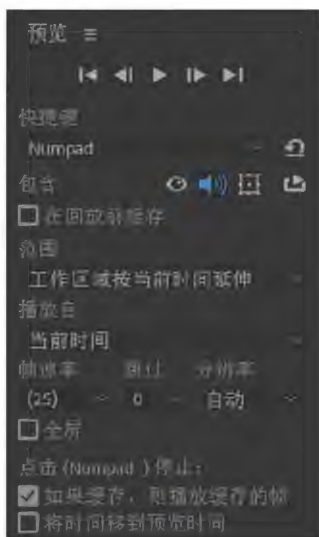 预览
快捷键
Numpad
包含
在回放前缓存
范围
工作区域按当前时间延伸
播放自
当前时间
帧速率 跳过 分辨率
(25) 0 自动
全屏
点击 (Numpad ) 停止:
如果缓存，则播放缓存的帧
将时间移到预览时间